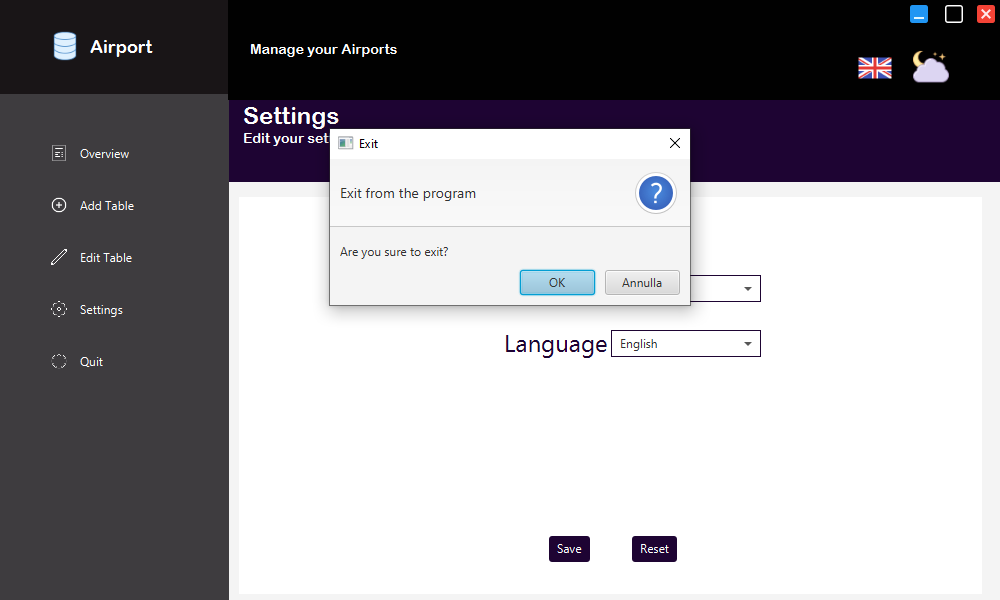 Airport
Manage your Airports
Overview
Add Table
Edit Table
Settings
Quit
Settings
Edit your set
Exit
Exit from the program
?
Are you sure to exit?
OK
Annulla
Language
English
Save
Reset